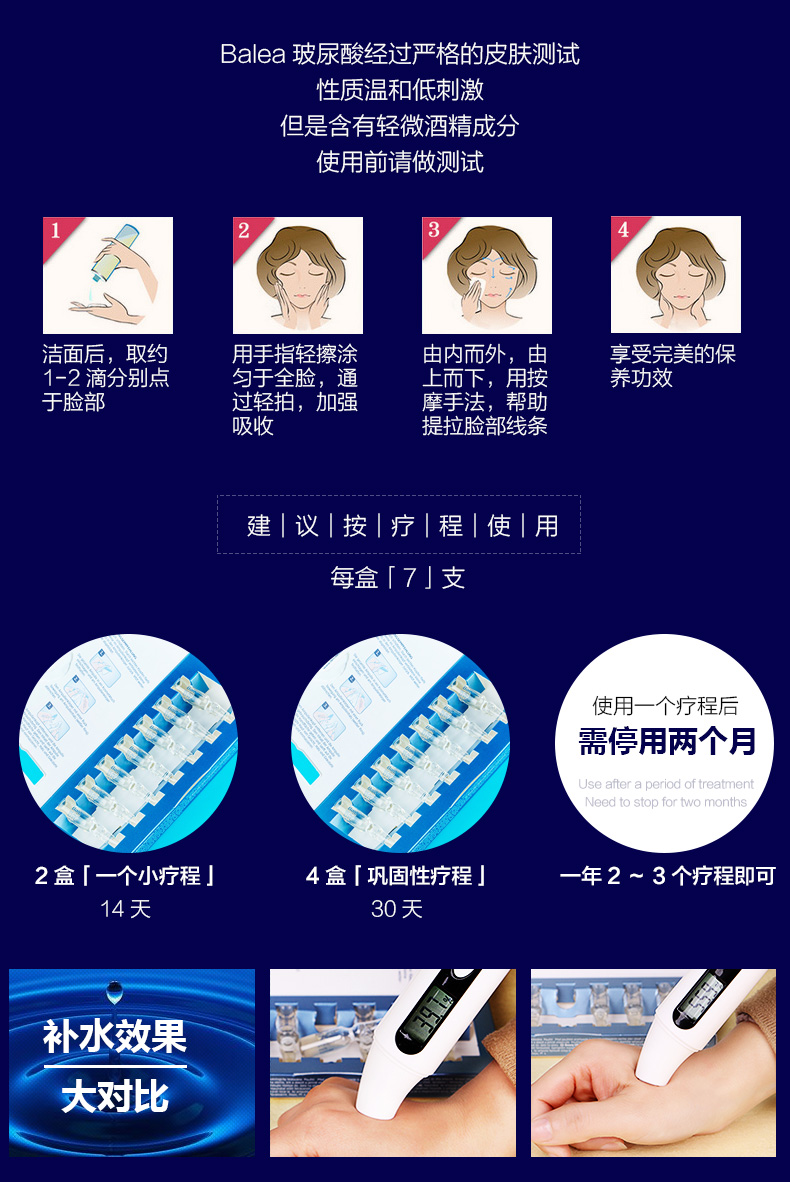 Balea 玻尿酸经过严格的皮肤测试
性质温和低刺激
但是含有轻微酒精成分
使用前请做测试
1
2
3
4
洁面后，取约
1-2 滴分别点
于脸部
用手指轻擦涂
匀于全脸，通
过轻拍，加强
吸收
由内而外，由
上而下，用按
摩手法，帮助
提拉脸部线条
享受完美的保
养功效
建｜议｜按｜疗｜程｜使｜用
每盒「7」支
使用一个疗程后
需停用两个月
Use after a period of treatment
Need to stop for two months
2 盒「一个小疗程」
14 天
4 盒「巩固性疗程」
30 天
一年 2 ~ 3 个疗程即可
补水效果
大对比
39.1